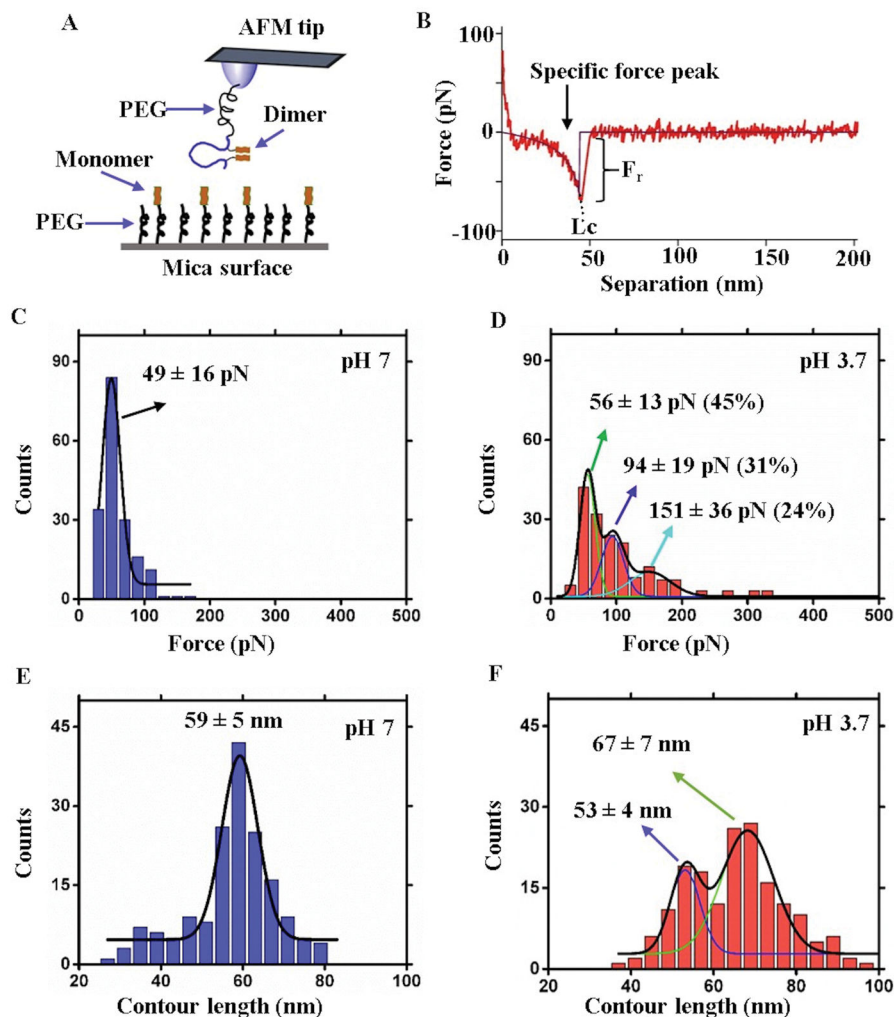 A
AFM tip
PEG
Dimer
Monomer
PEG
Mica surface
B
100
Specific force peak
0
Force (pN)
Fr
-100
Lc
0 50 100 150 200
Separation (nm)
C
pH 7
90
49 ± 16 pN
60
Counts
30
0
0 100 200 300 400 500
Force (pN)
D
pH 3.7
90
56 ± 13 pN (45%)
60
94 ± 19 pN (31%)
Counts
151 ± 36 pN (24%)
30
0
0 100 200 300 400 500
Force (pN)
E
59 ± 5 nm
pH 7
45
30
Counts
15
0
20 40 60 80 100
Contour length (nm)
F
pH 3.7
45
67 ± 7 nm
53 ± 4 nm
30
Counts
15
0
20 40 60 80 100
Contour length (nm)